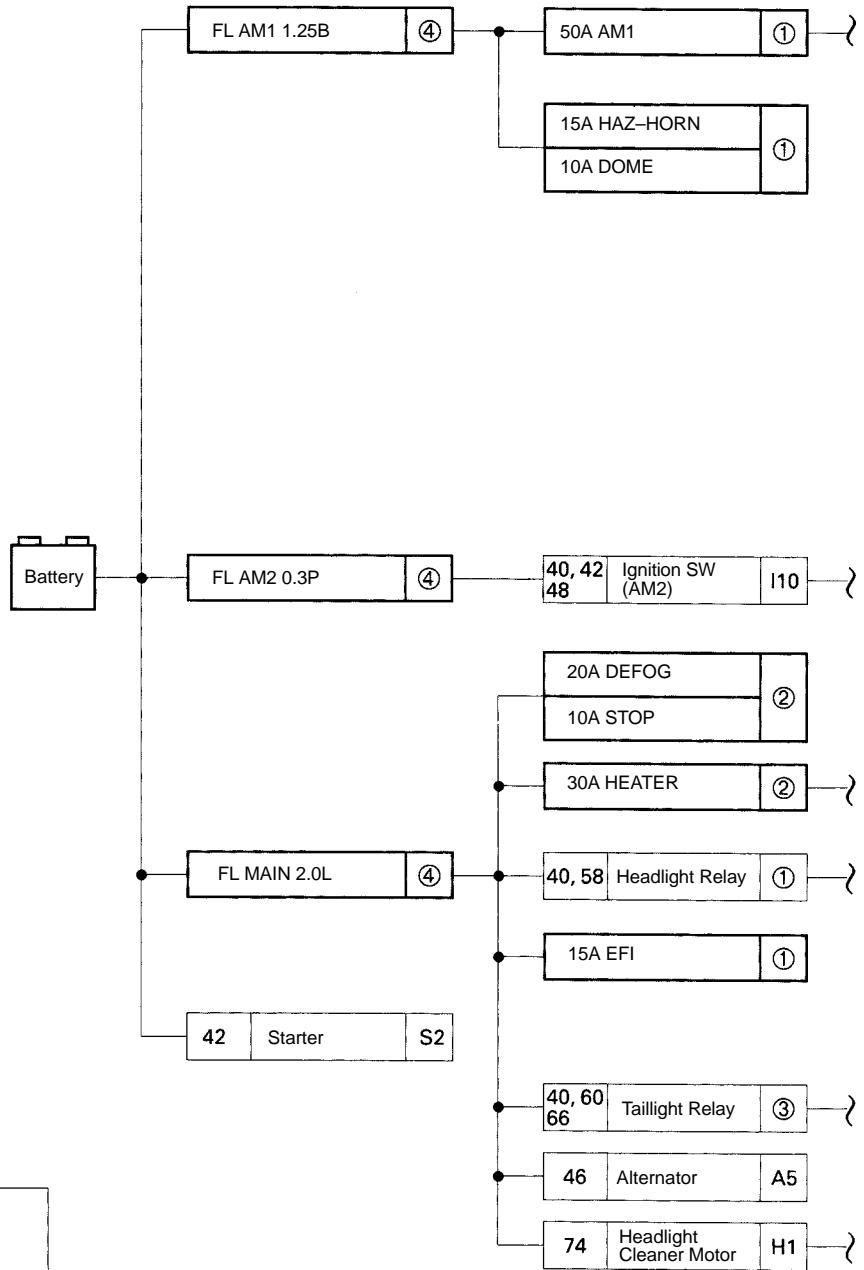 FL AM1 1.25B ④
50A AM1 ①
15A HAZ–HORN
10A DOME
①
Battery
FL AM2 0.3P ④
40, 42
48
Ignition SW
(AM2)
I10
20A DEFOG
10A STOP
②
30A HEATER ②
FL MAIN 2.0L ④
40, 58 Headlight Relay ①
15A EFI ①
42 Starter S2
40, 60
66
Taillight Relay ③
46 Alternator A5
74
Headlight
Cleaner Motor
H1